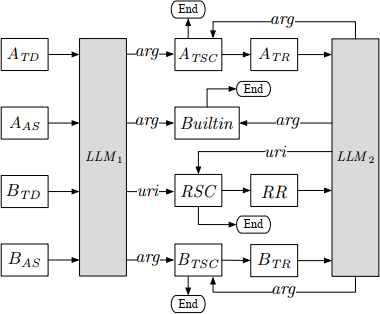 End
arg
A_TD
arg
A_TSC
A_TR
End
A_AS
arg
Builtin
arg
LLM_1
uri
LLM_2
B_TD
uri
RSC
RR
End
B_AS
arg
B_TSC
B_TR
arg
End